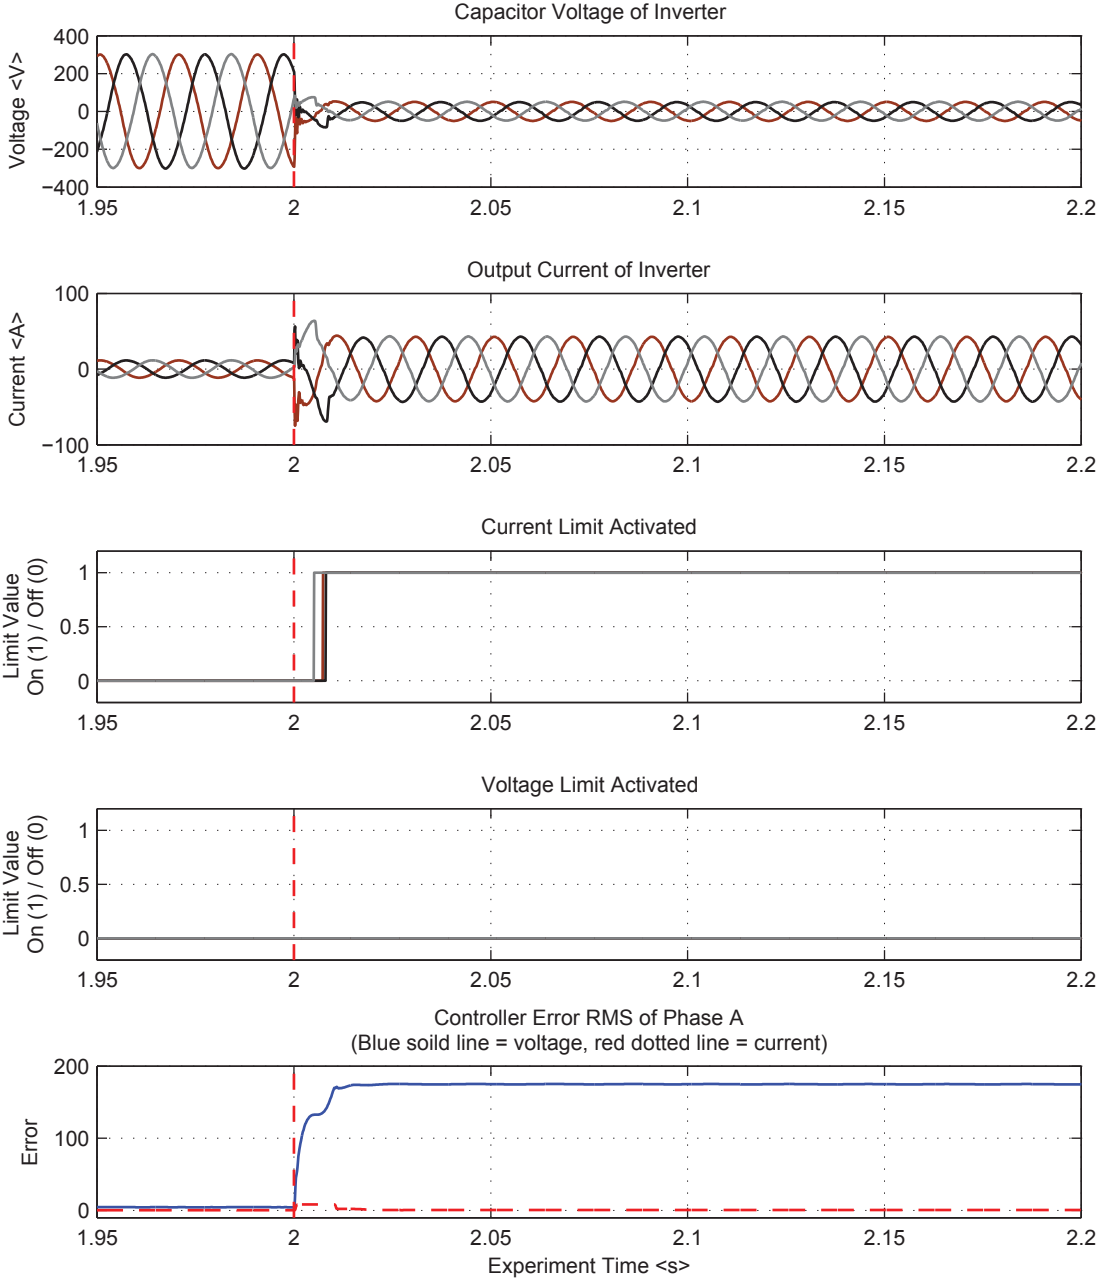 Capacitor Voltage of Inverter
Voltage <V>
400
200
0
−200
−400
1.95 2 2.05 2.1 2.15 2.2
Output Current of Inverter
Current <A>
100
0
−100
1.95 2 2.05 2.1 2.15 2.2
Current Limit Activated
Limit Value
On (1) / Off (0)
1
0.5
0
1.95 2 2.05 2.1 2.15 2.2
Voltage Limit Activated
Limit Value
On (1) / Off (0)
1
0.5
0
1.95 2 2.05 2.1 2.15 2.2
Controller Error RMS of Phase A
(Blue soild line = voltage, red dotted line = current)
Error
200
100
0
1.95 2 2.05 2.1 2.15 2.2
Experiment Time <s>